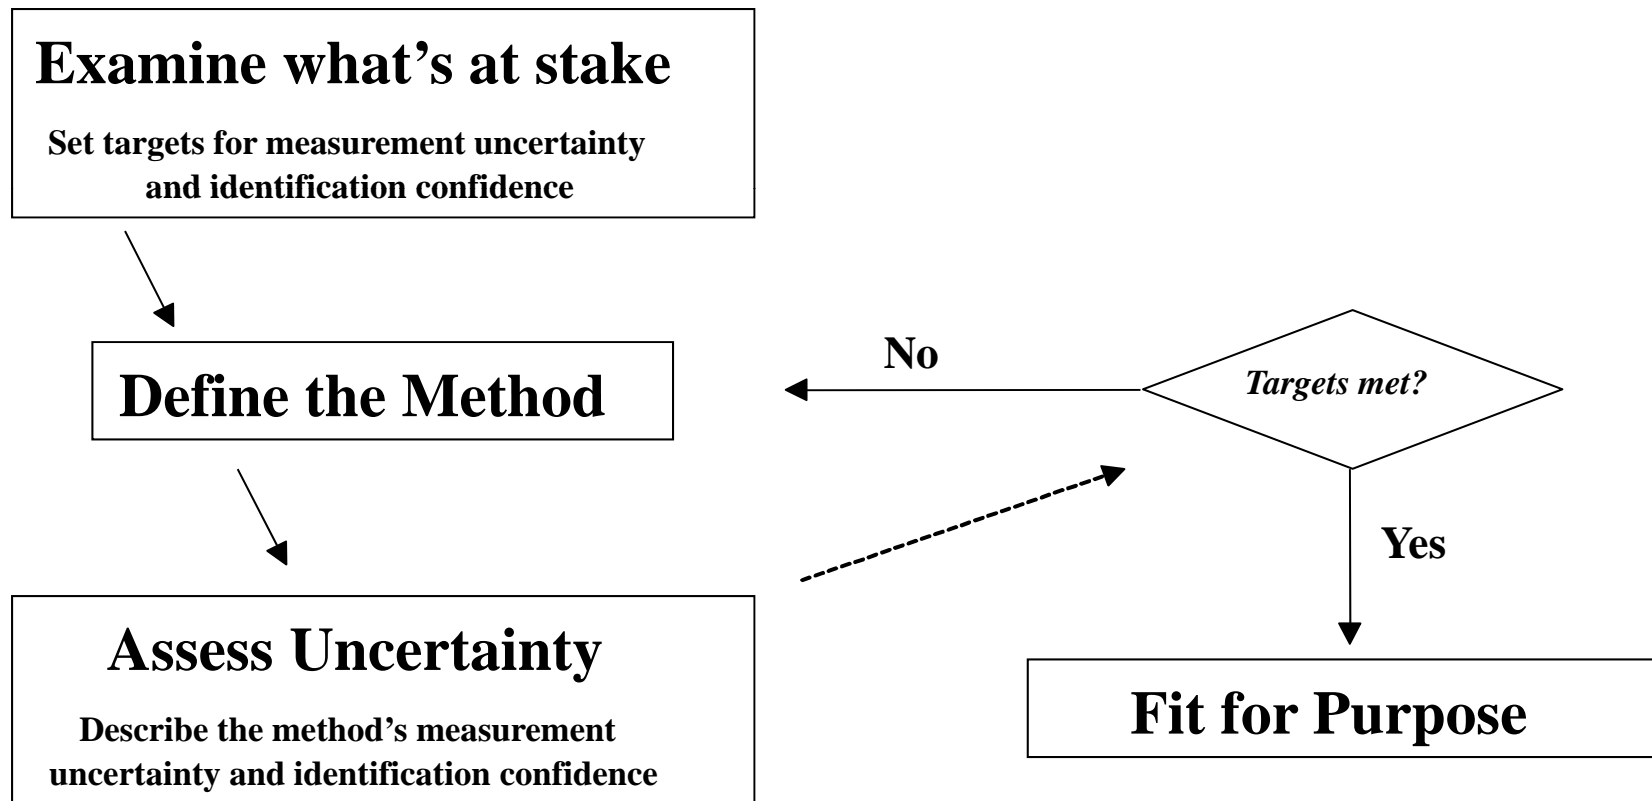 Examine what’s at stake
Set targets for measurement uncertainty
and identification confidence
Define the Method
No
Targets met?
Yes
Assess Uncertainty
Describe the method’s measurement
uncertainty and identification confidence
Fit for Purpose